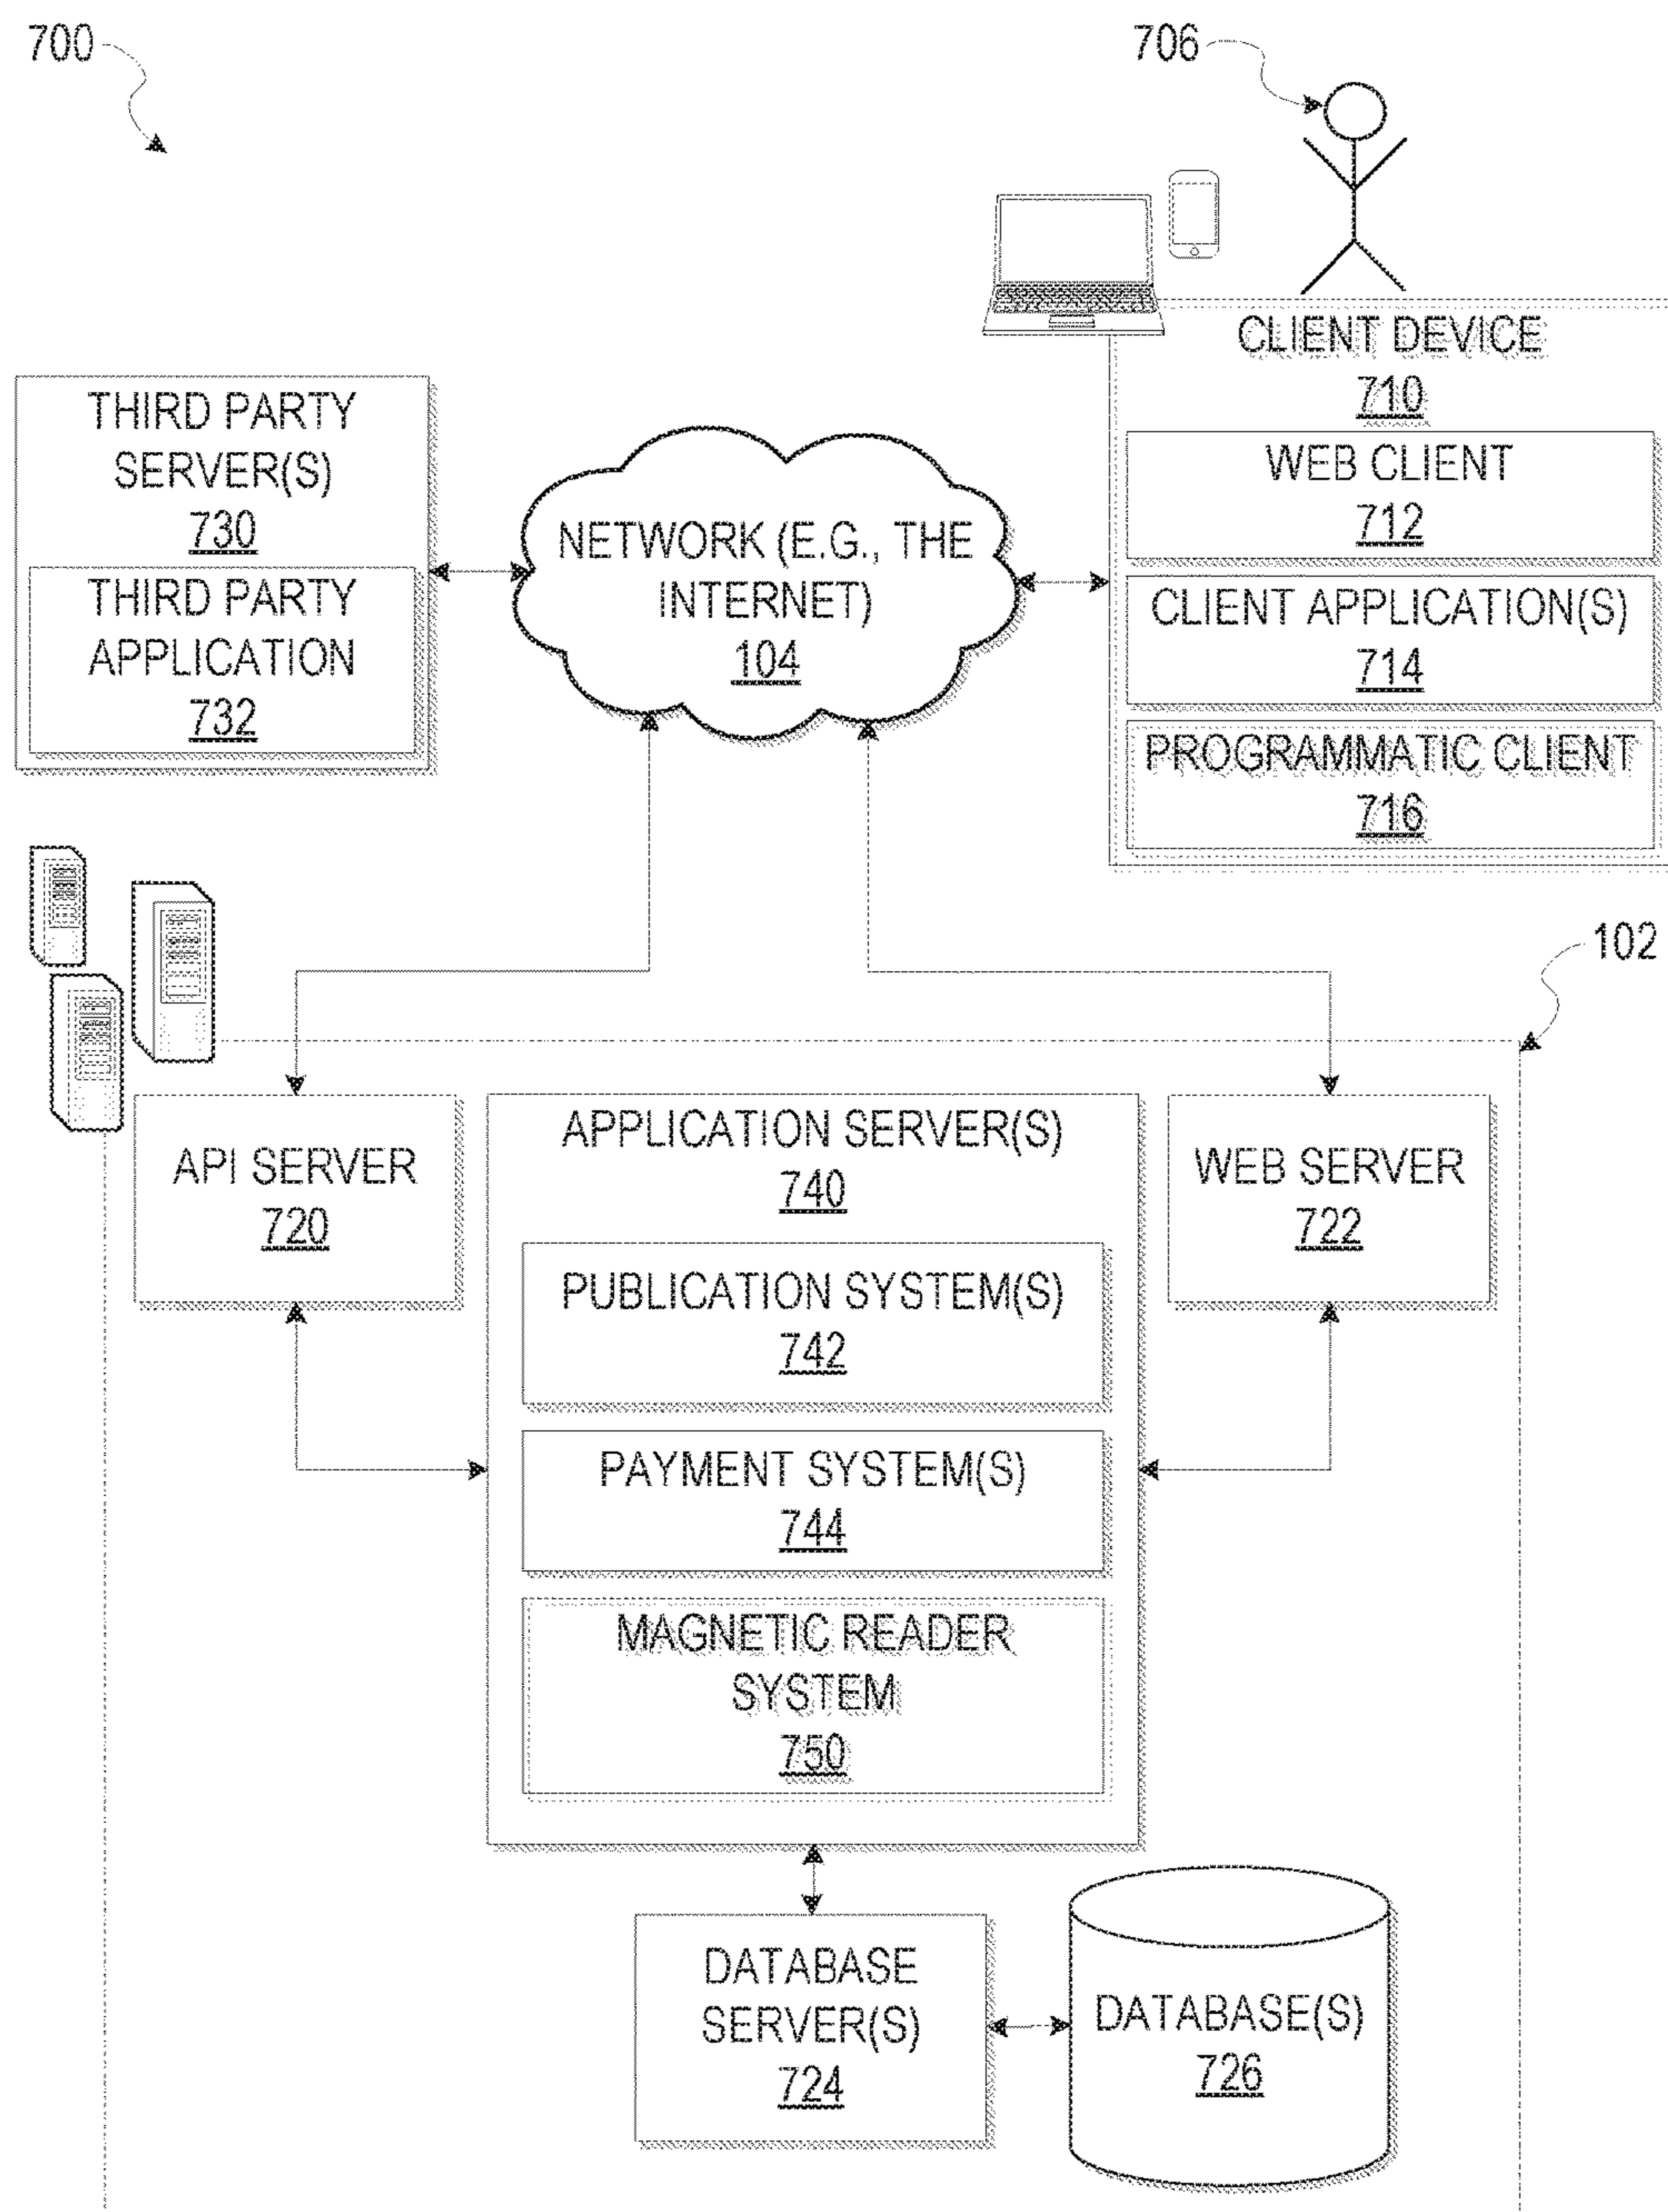 700
706
CLIENT DEVICE
710
WEB CLIENT
712
CLIENT APPLICATION(S)
714
PROGRAMMATIC CLIENT
716
THIRD PARTY
SERVER(S)
730
THIRD PARTY
APPLICATION
732
NETWORK (E.G., THE
INTERNET)
104
102
API SERVER
720
APPLICATION SERVER(S)
740
PUBLICATION SYSTEM(S)
742
PAYMENT SYSTEM(S)
744
MAGNETIC READER
SYSTEM
750
WEB SERVER
722
DATABASE
SERVER(S)
724
DATABASE(S)
726